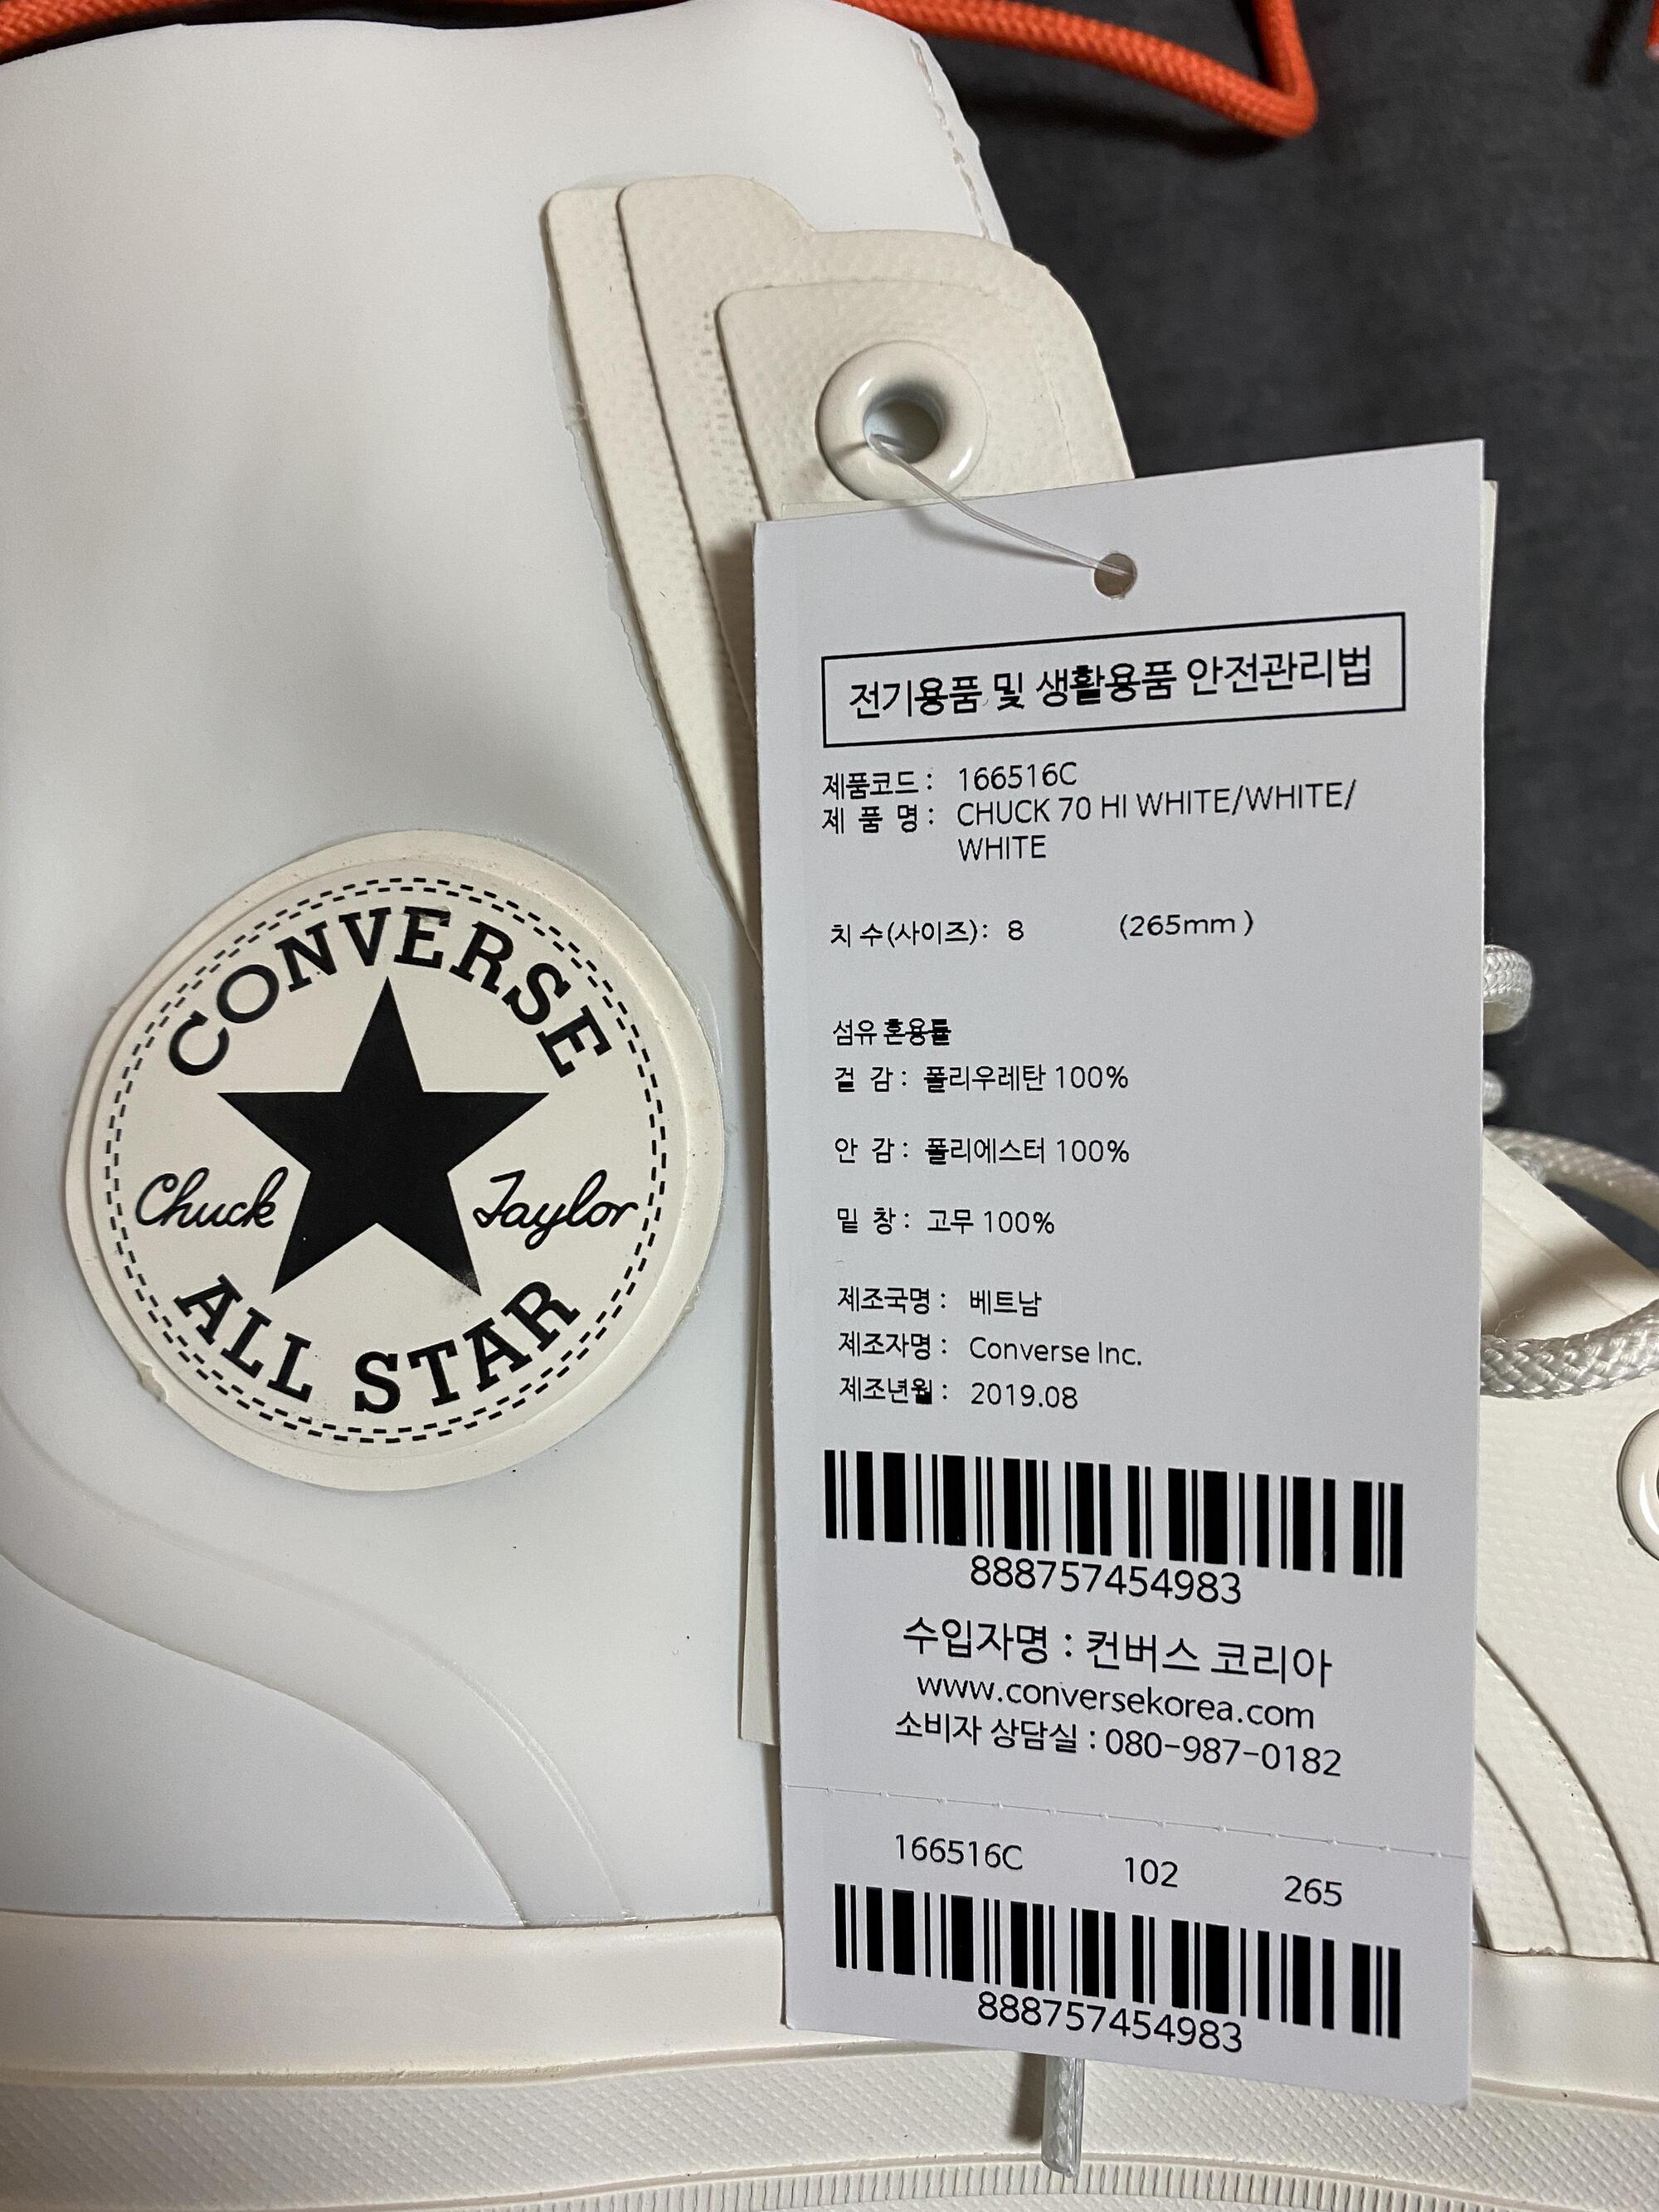 CONVERSE
Chuck Taylor
ALL STAR
전기용품 및 생활용품 안전관리법
제품코드 : 166516C
제 품 명 : CHUCK 70 HI WHITE/WHITE/
WHITE
치 수(사이즈) : 8 (265mm )
섬유 혼용률
겉 감 : 폴리우레탄 100%
안 감 : 폴리에스터 100%
밑 창 : 고무 100%
제조국명 : 베트남
제조자명 : Converse Inc.
제조년월 : 2019.08
888757454983
수입자명 : 컨버스 코리아
www.conversekorea.com
소비자 상담실 : 080-987-0182
166516C 102 265
888757454983